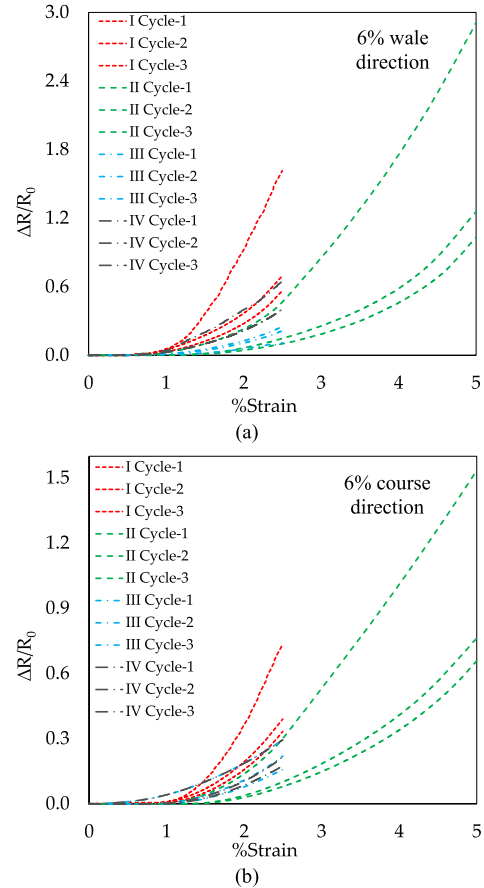 3.0
2.4
1.8
1.2
0.6
0.0
ΔR/R0
I Cycle-1
I Cycle-2
I Cycle-3
II Cycle-1
II Cycle-2
II Cycle-3
III Cycle-1
III Cycle-2
III Cycle-3
IV Cycle-1
IV Cycle-2
IV Cycle-3
6% wale
direction
0 1 2 3 4 5
%Strain
(a)
1.5
1.2
0.9
0.6
0.3
0.0
ΔR/R0
I Cycle-1
I Cycle-2
I Cycle-3
II Cycle-1
II Cycle-2
II Cycle-3
III Cycle-1
III Cycle-2
III Cycle-3
IV Cycle-1
IV Cycle-2
IV Cycle-3
6% course
direction
0 1 2 3 4 5
%Strain
(b)